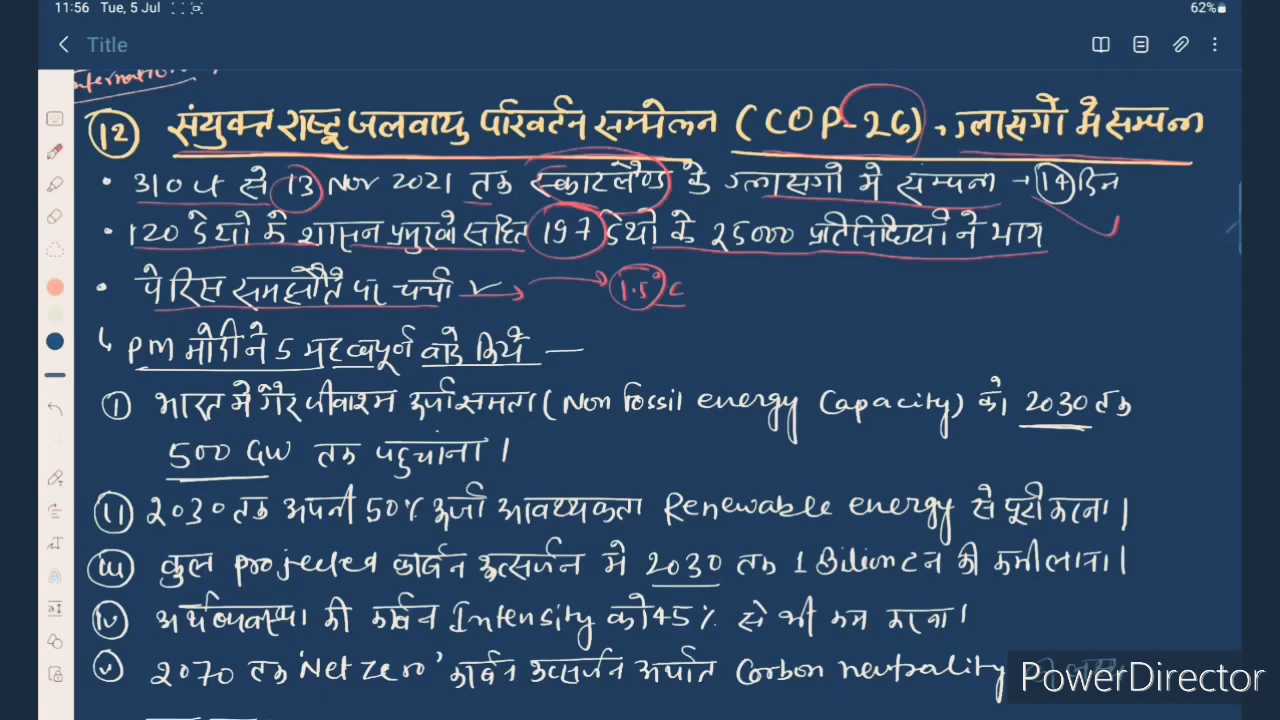 11:56 Tue, 5 Jul
62%
Title
⑫ संयुक्त राष्ट्र जलवायु परिवर्तन सम्मेलन (COP-26), ग्लासगो मे सम्पन्न
• 31 Oct से 13 Nov 2021 तक स्काटलैण्ड के ग्लासगो मे सम्पन्न → 14 दिन
• 120 देशो के शासन प्रमुखो सहित 197 देशो के 25000 प्रतिनिधियो ने भाग
• पेरिस समझौते पर चर्चा → 1.5°C
PM मोदी ने 5 महत्वपूर्ण वादे किये —
① भारत मे गैर जीवाश्म ऊर्जा क्षमता (Non Fossil energy Capacity) को 2030 तक
500 GW तक पहुचांना।
(ii) 2030 तक अपनी 50% ऊर्जा आवश्यकता Renewable energy से पूरी करना।
(iii) कुल projected कार्बन उत्सर्जन मे 2030 तक 1 Bilion टन की कमी लाना।
(iv) अर्थव्यवस्था की कार्बन Intensity को 45% से भी कम करना।
(v) 2070 तक 'Net Zero' कार्बन उत्सर्जन अर्थात Carbon neutrality
PowerDirector